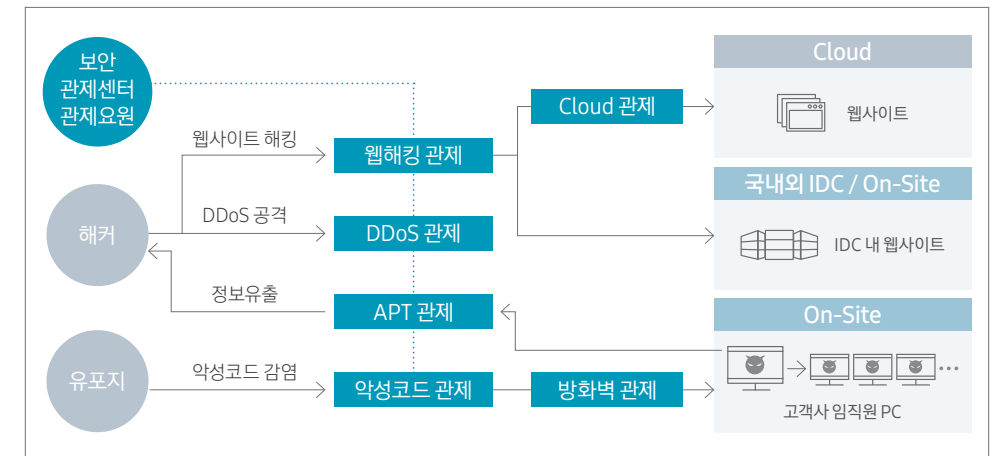 보안
관제센터
관제요원
Cloud
Cloud 관제
웹사이트
웹사이트 해킹
웹해킹 관제
국내외 IDC / On-Site
해커
DDoS 공격
DDoS 관제
IDC 내 웹사이트
정보유출
APT 관제
On-Site
유포지
악성코드 감염
악성코드 관제
방화벽 관제
고객사 임직원 PC